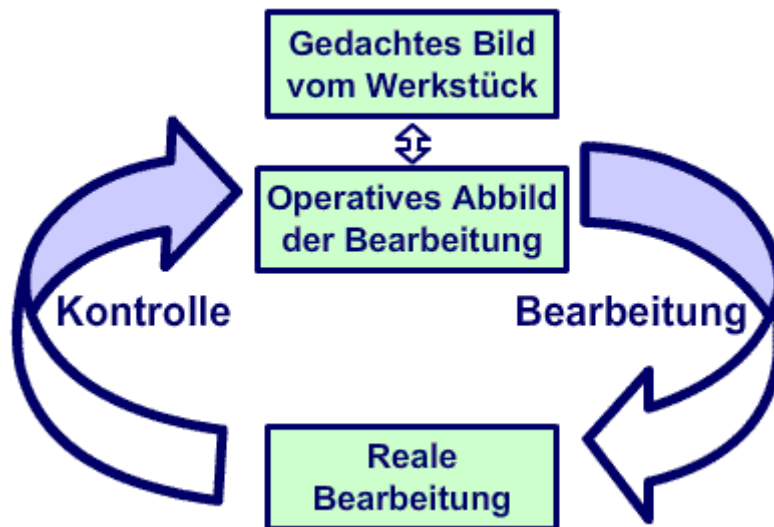 Gedachtes Bild
vom Werkstück
Operatives Abbild
der Bearbeitung
Kontrolle
Bearbeitung
Reale
Bearbeitung